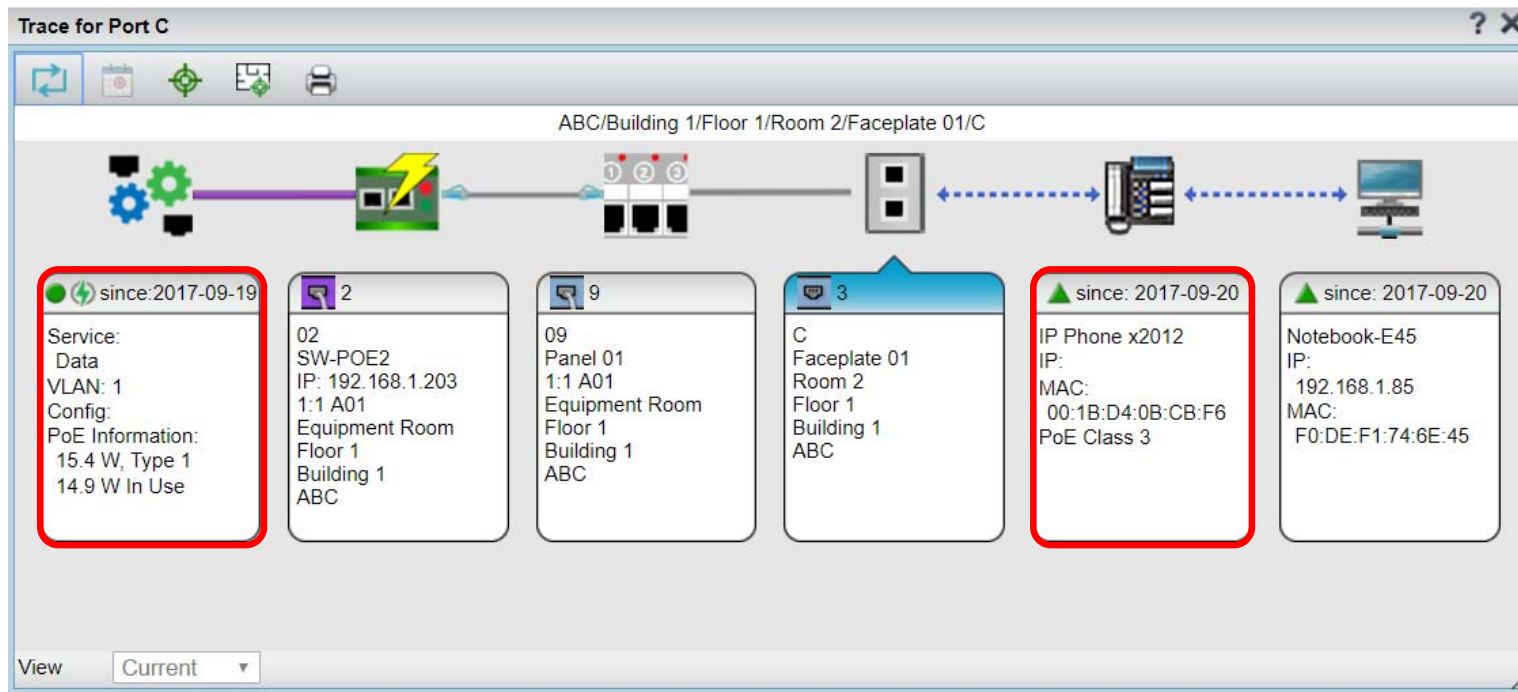 Trace for Port C
?
ABC/Building 1/Floor 1/Room 2/Faceplate 01/C
1 2 3
since:2017-09-19
Service:
Data
VLAN: 1
Config:
PoE Information:
15.4 W, Type 1
14.9 W In Use
2
02
SW-POE2
IP: 192.168.1.203
1:1 A01
Equipment Room
Floor 1
Building 1
ABC
9
09
Panel 01
1:1 A01
Equipment Room
Floor 1
Building 1
ABC
3
C
Faceplate 01
Room 2
Floor 1
Building 1
ABC
since: 2017-09-20
IP Phone x2012
IP:
MAC:
00:1B:D4:0B:CB:F6
PoE Class 3
since: 2017-09-20
Notebook-E45
IP:
192.168.1.85
MAC:
F0:DE:F1:74:6E:45
View
Current